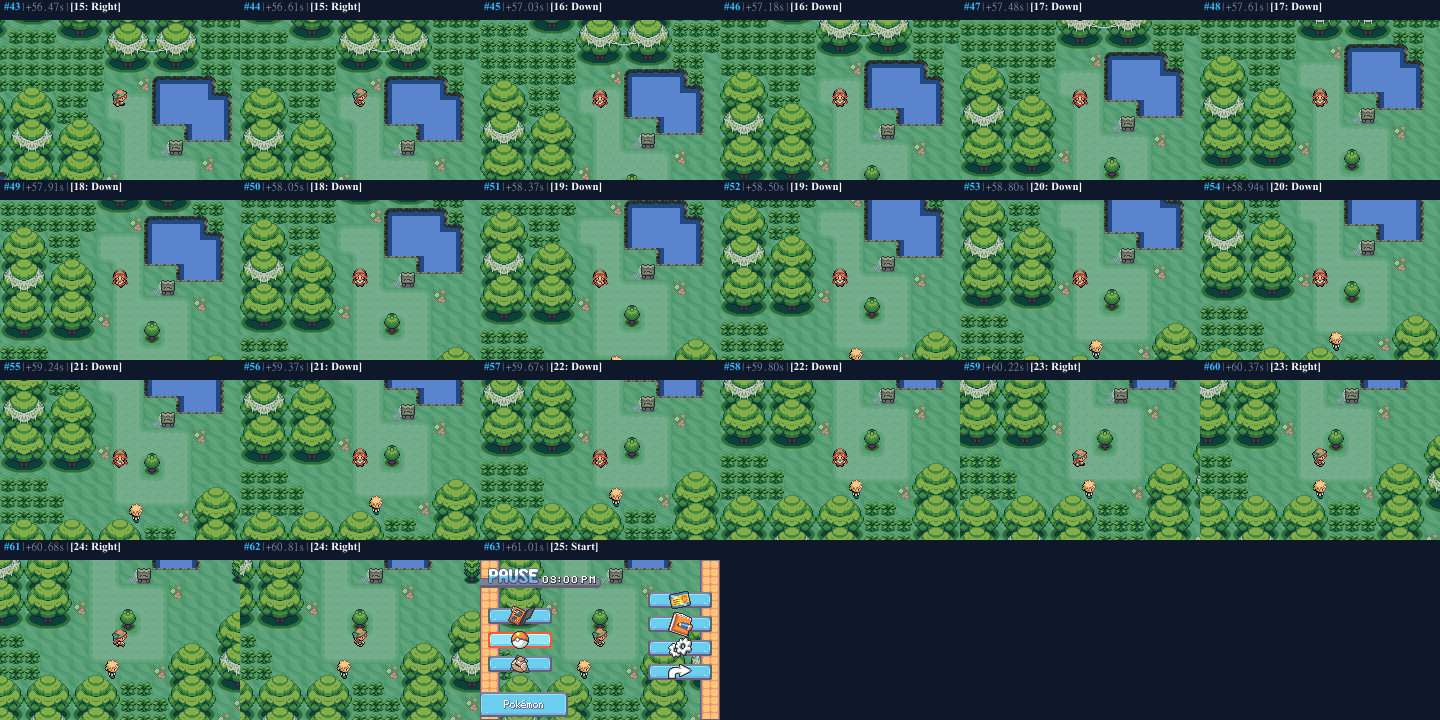 #43|+56.47s|[15: Right]
#44|+56.61s|[15: Right]
#45|+57.03s|[16: Down]
#46|+57.18s|[16: Down]
#47|+57.48s|[17: Down]
#48|+57.61s|[17: Down]
#49|+57.91s|[18: Down]
#50|+58.05s|[18: Down]
#51|+58.37s|[19: Down]
#52|+58.50s|[19: Down]
#53|+58.80s|[20: Down]
#54|+58.94s|[20: Down]
#55|+59.24s|[21: Down]
#56|+59.37s|[21: Down]
#57|+59.67s|[22: Down]
#58|+59.80s|[22: Down]
#59|+60.22s|[23: Right]
#60|+60.37s|[23: Right]
#61|+60.68s|[24: Right]
#62|+60.81s|[24: Right]
#63|+61.01s|[25: Start]
PAUSE 03:00 PM
Pokémon